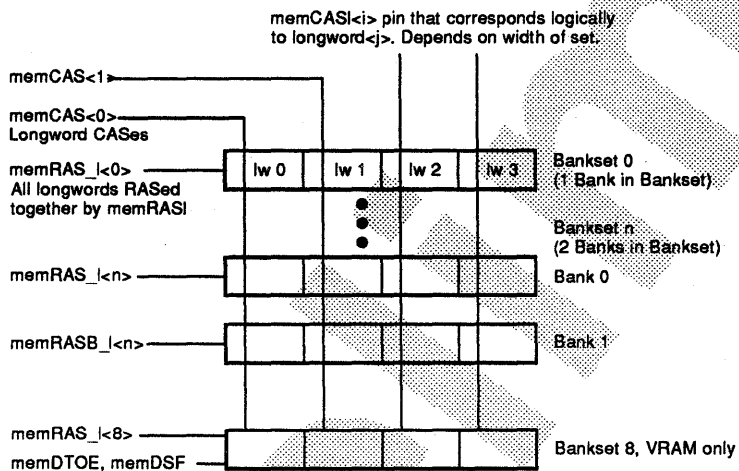 memCASl<i> pin that corresponds logically
to longword<j>. Depends on width of set.
memCAS<1>
memCAS<0>
Longword CASes
memRAS_l<0>
All longwords RASed
together by memRASl
lw 0
lw 1
lw 2
lw 3
Bankset 0
(1 Bank in Bankset)
Bankset n
(2 Banks in Bankset)
memRAS_l<n>
Bank 0
memRASB_l<n>
Bank 1
memRAS_l<8>
memDTOE, memDSF
Bankset 8, VRAM only